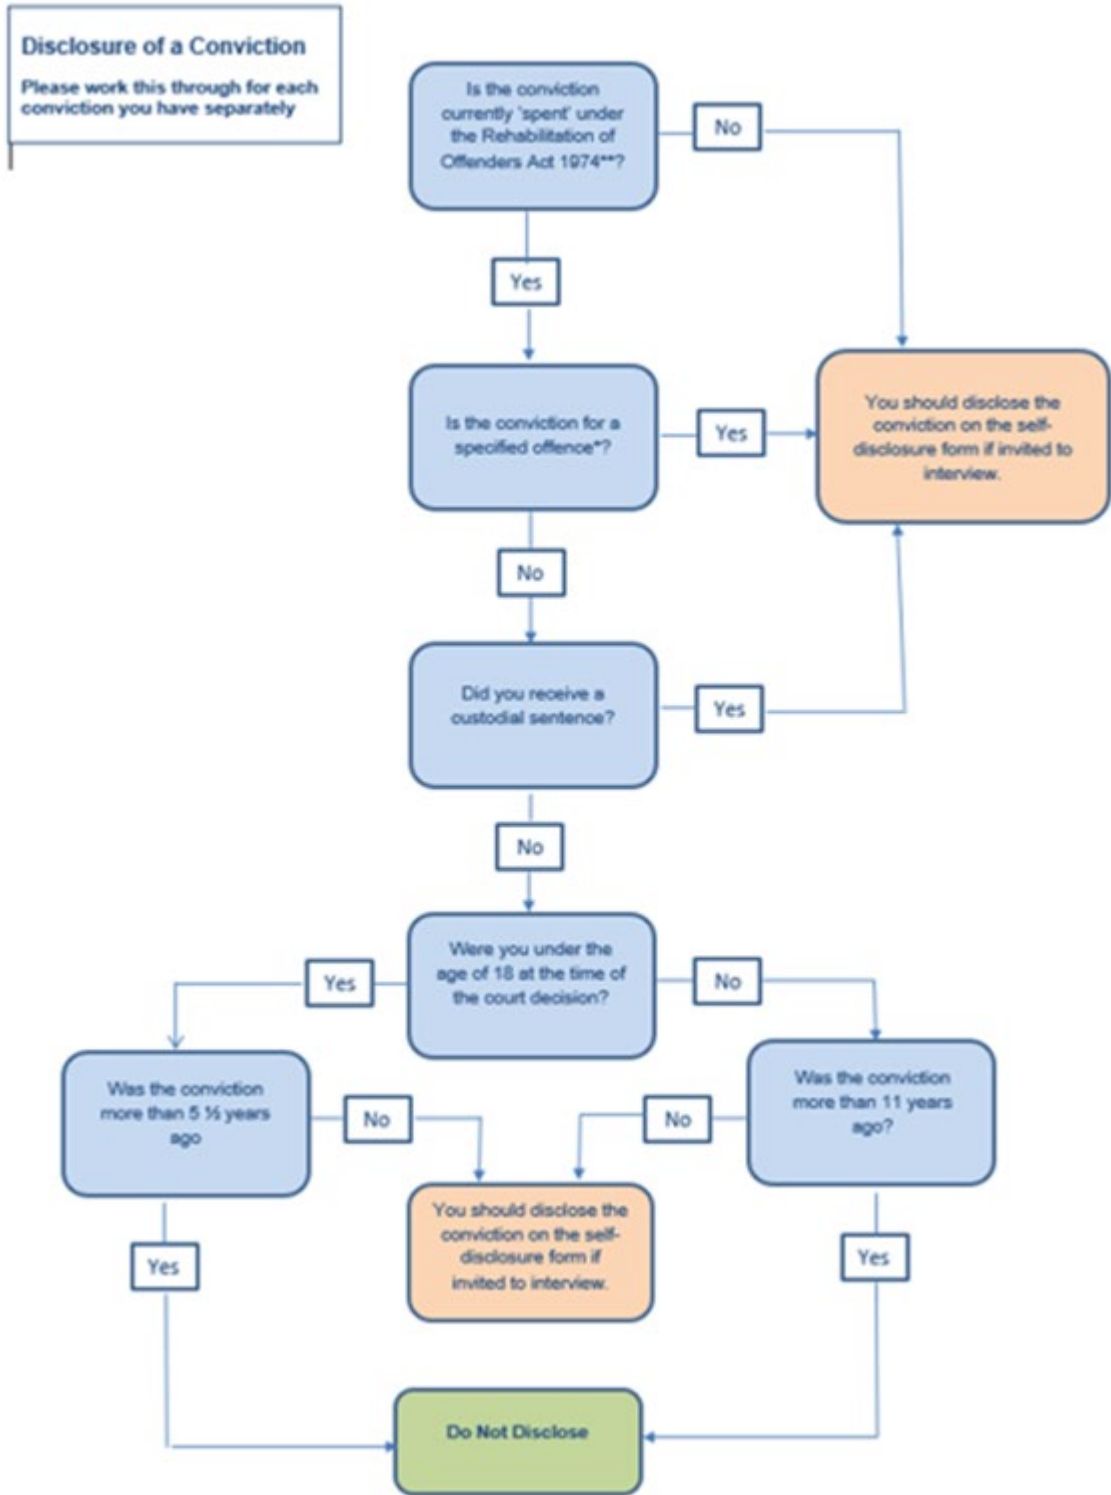 Disclosure of a Conviction
Please work this through for each
conviction you have separately
Is the conviction
currently 'spent' under
the Rehabilitation of
Offenders Act 1974**?
No
Yes
Is the conviction for a
specified offence*?
Yes
You should disclose the
conviction on the self-
disclosure form if invited to
interview.
No
Did you receive a
custodial sentence?
Yes
No
Were you under the
age of 18 at the time of
the court decision?
Yes
No
Was the conviction
more than 5 ½ years
ago
No
No
Was the conviction
more than 11 years
ago?
You should disclose the
conviction on the self-
disclosure form if
invited to interview.
Yes
Yes
Do Not Disclose